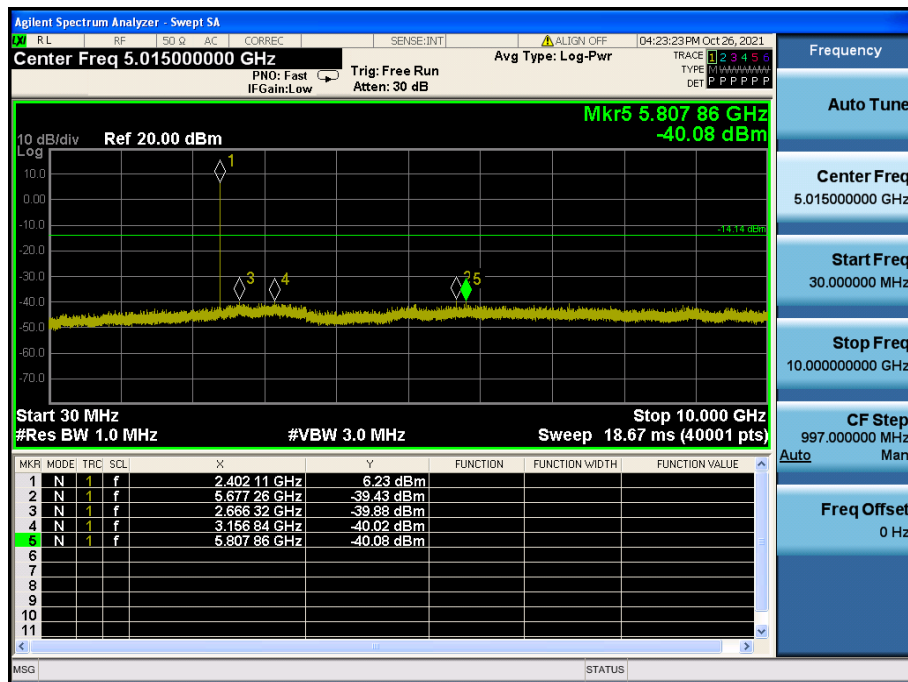 Agilent Spectrum Analyzer - Swept SA
LXI RL RF 50 Ω AC CORREC SENSE:INT ALIGN OFF 04:23:23 PM Oct 26, 2021
Center Freq 5.015000000 GHz
PNO: Fast
IFGain:Low
Trig: Free Run
Atten: 30 dB
Avg Type: Log-Pwr
TRACE 1 2 3 4 5 6
TYPE MWWWWW
DET P P P P P P
Mkr5 5.807 86 GHz
-40.08 dBm
10 dB/div Ref 20.00 dBm
Log
10.0
0.00
-10.0
-20.0
-30.0
-40.0
-50.0
-60.0
-70.0
1
3
4
2
5
-14.14 dBm
Start 30 MHz Stop 10.000 GHz
#Res BW 1.0 MHz #VBW 3.0 MHz Sweep 18.67 ms (40001 pts)
MKR MODE TRC SCL X Y FUNCTION FUNCTION WIDTH FUNCTION VALUE
1 N 1 f 2.402 11 GHz 6.23 dBm
2 N 1 f 5.677 26 GHz -39.43 dBm
3 N 1 f 2.666 32 GHz -39.88 dBm
4 N 1 f 3.156 84 GHz -40.02 dBm
5 N 1 f 5.807 86 GHz -40.08 dBm
6
7
8
9
10
11
MSG STATUS
Frequency
Auto Tune
Center Freq
5.015000000 GHz
Start Freq
30.000000 MHz
Stop Freq
10.000000000 GHz
CF Step
997.000000 MHz
Auto Man
Freq Offset
0 Hz